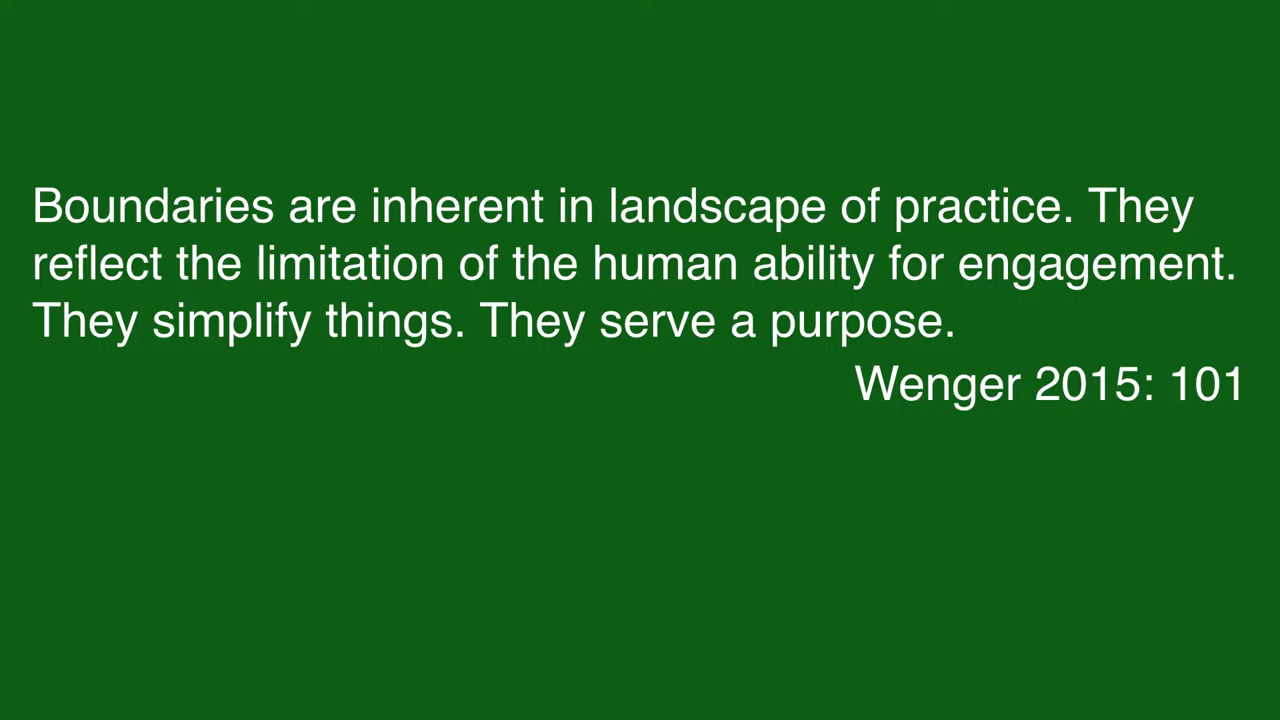 Boundaries are inherent in landscape of practice. They
reflect the limitation of the human ability for engagement.
They simplify things. They serve a purpose.
Wenger 2015: 101